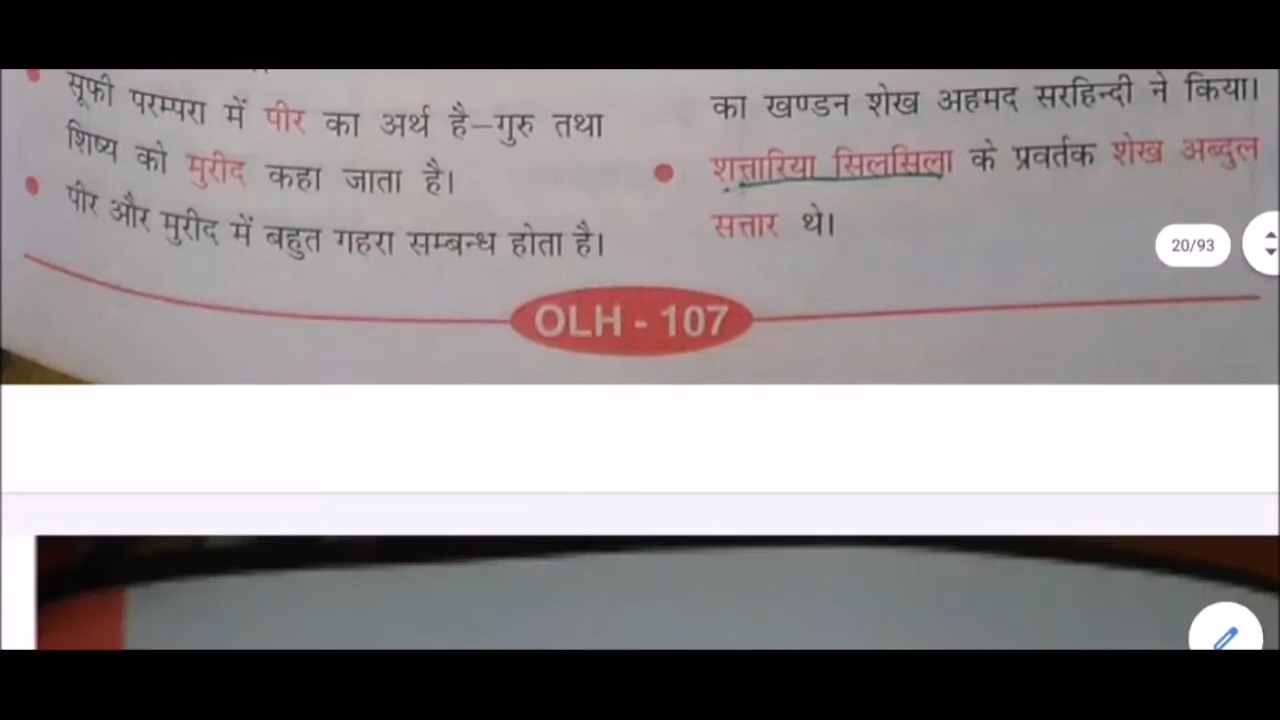 सूफी परम्परा में पीर का अर्थ है–गुरु तथा
शिष्य को मुरीद कहा जाता है।
पीर और मुरीद में बहुत गहरा सम्बन्ध होता है।
का खण्डन शेख अहमद सरहिन्दी ने किया।
शत्तारिया सिलसिला के प्रवर्तक शेख अब्दुल
सत्तार थे।
20/93
OLH - 107